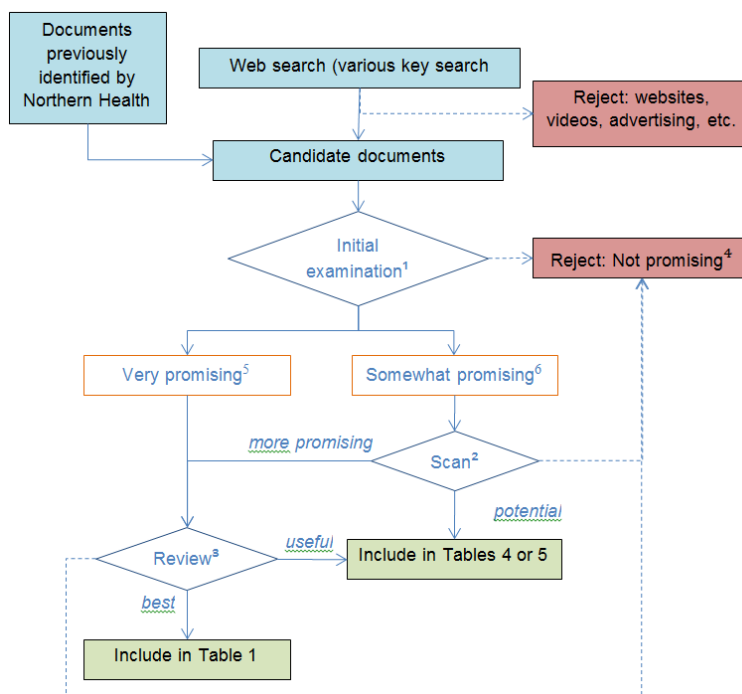 Documents
previously
identified by
Northern Health
Web search (various key search
Reject: websites,
videos, advertising, etc.
Candidate documents
Initial
examination¹
Reject: Not promising⁴
Very promising⁵
Somewhat promising⁶
more promising
Scan²
potential
Review³
useful
Include in Tables 4 or 5
best
Include in Table 1